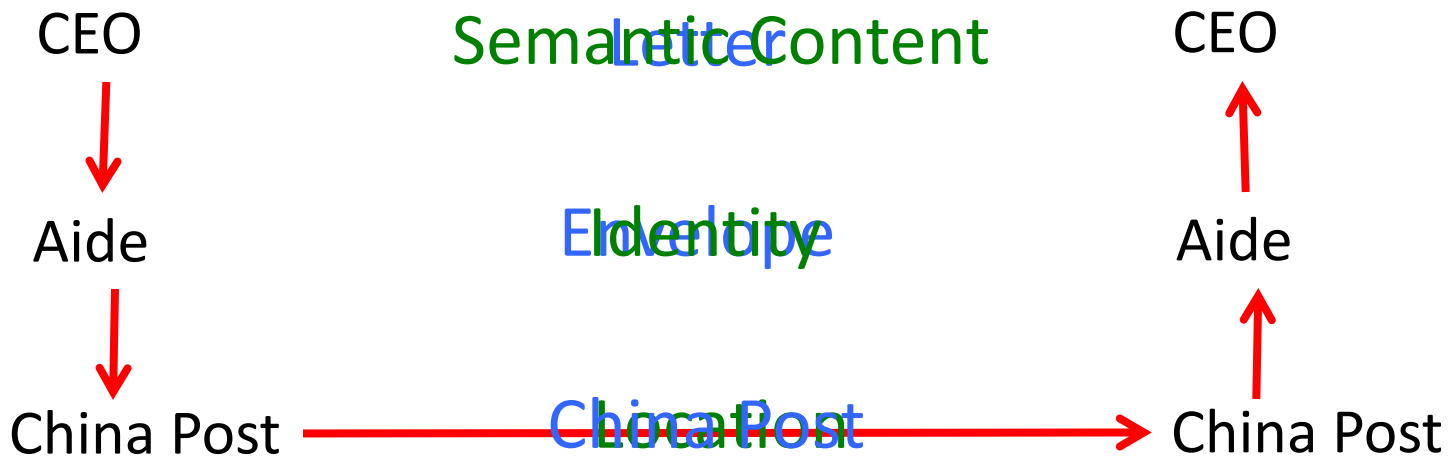 CEO
Semantic Content
Letter
CEO
Aide
Envelope
Identity
Aide
China Post
China Post
Location
China Post